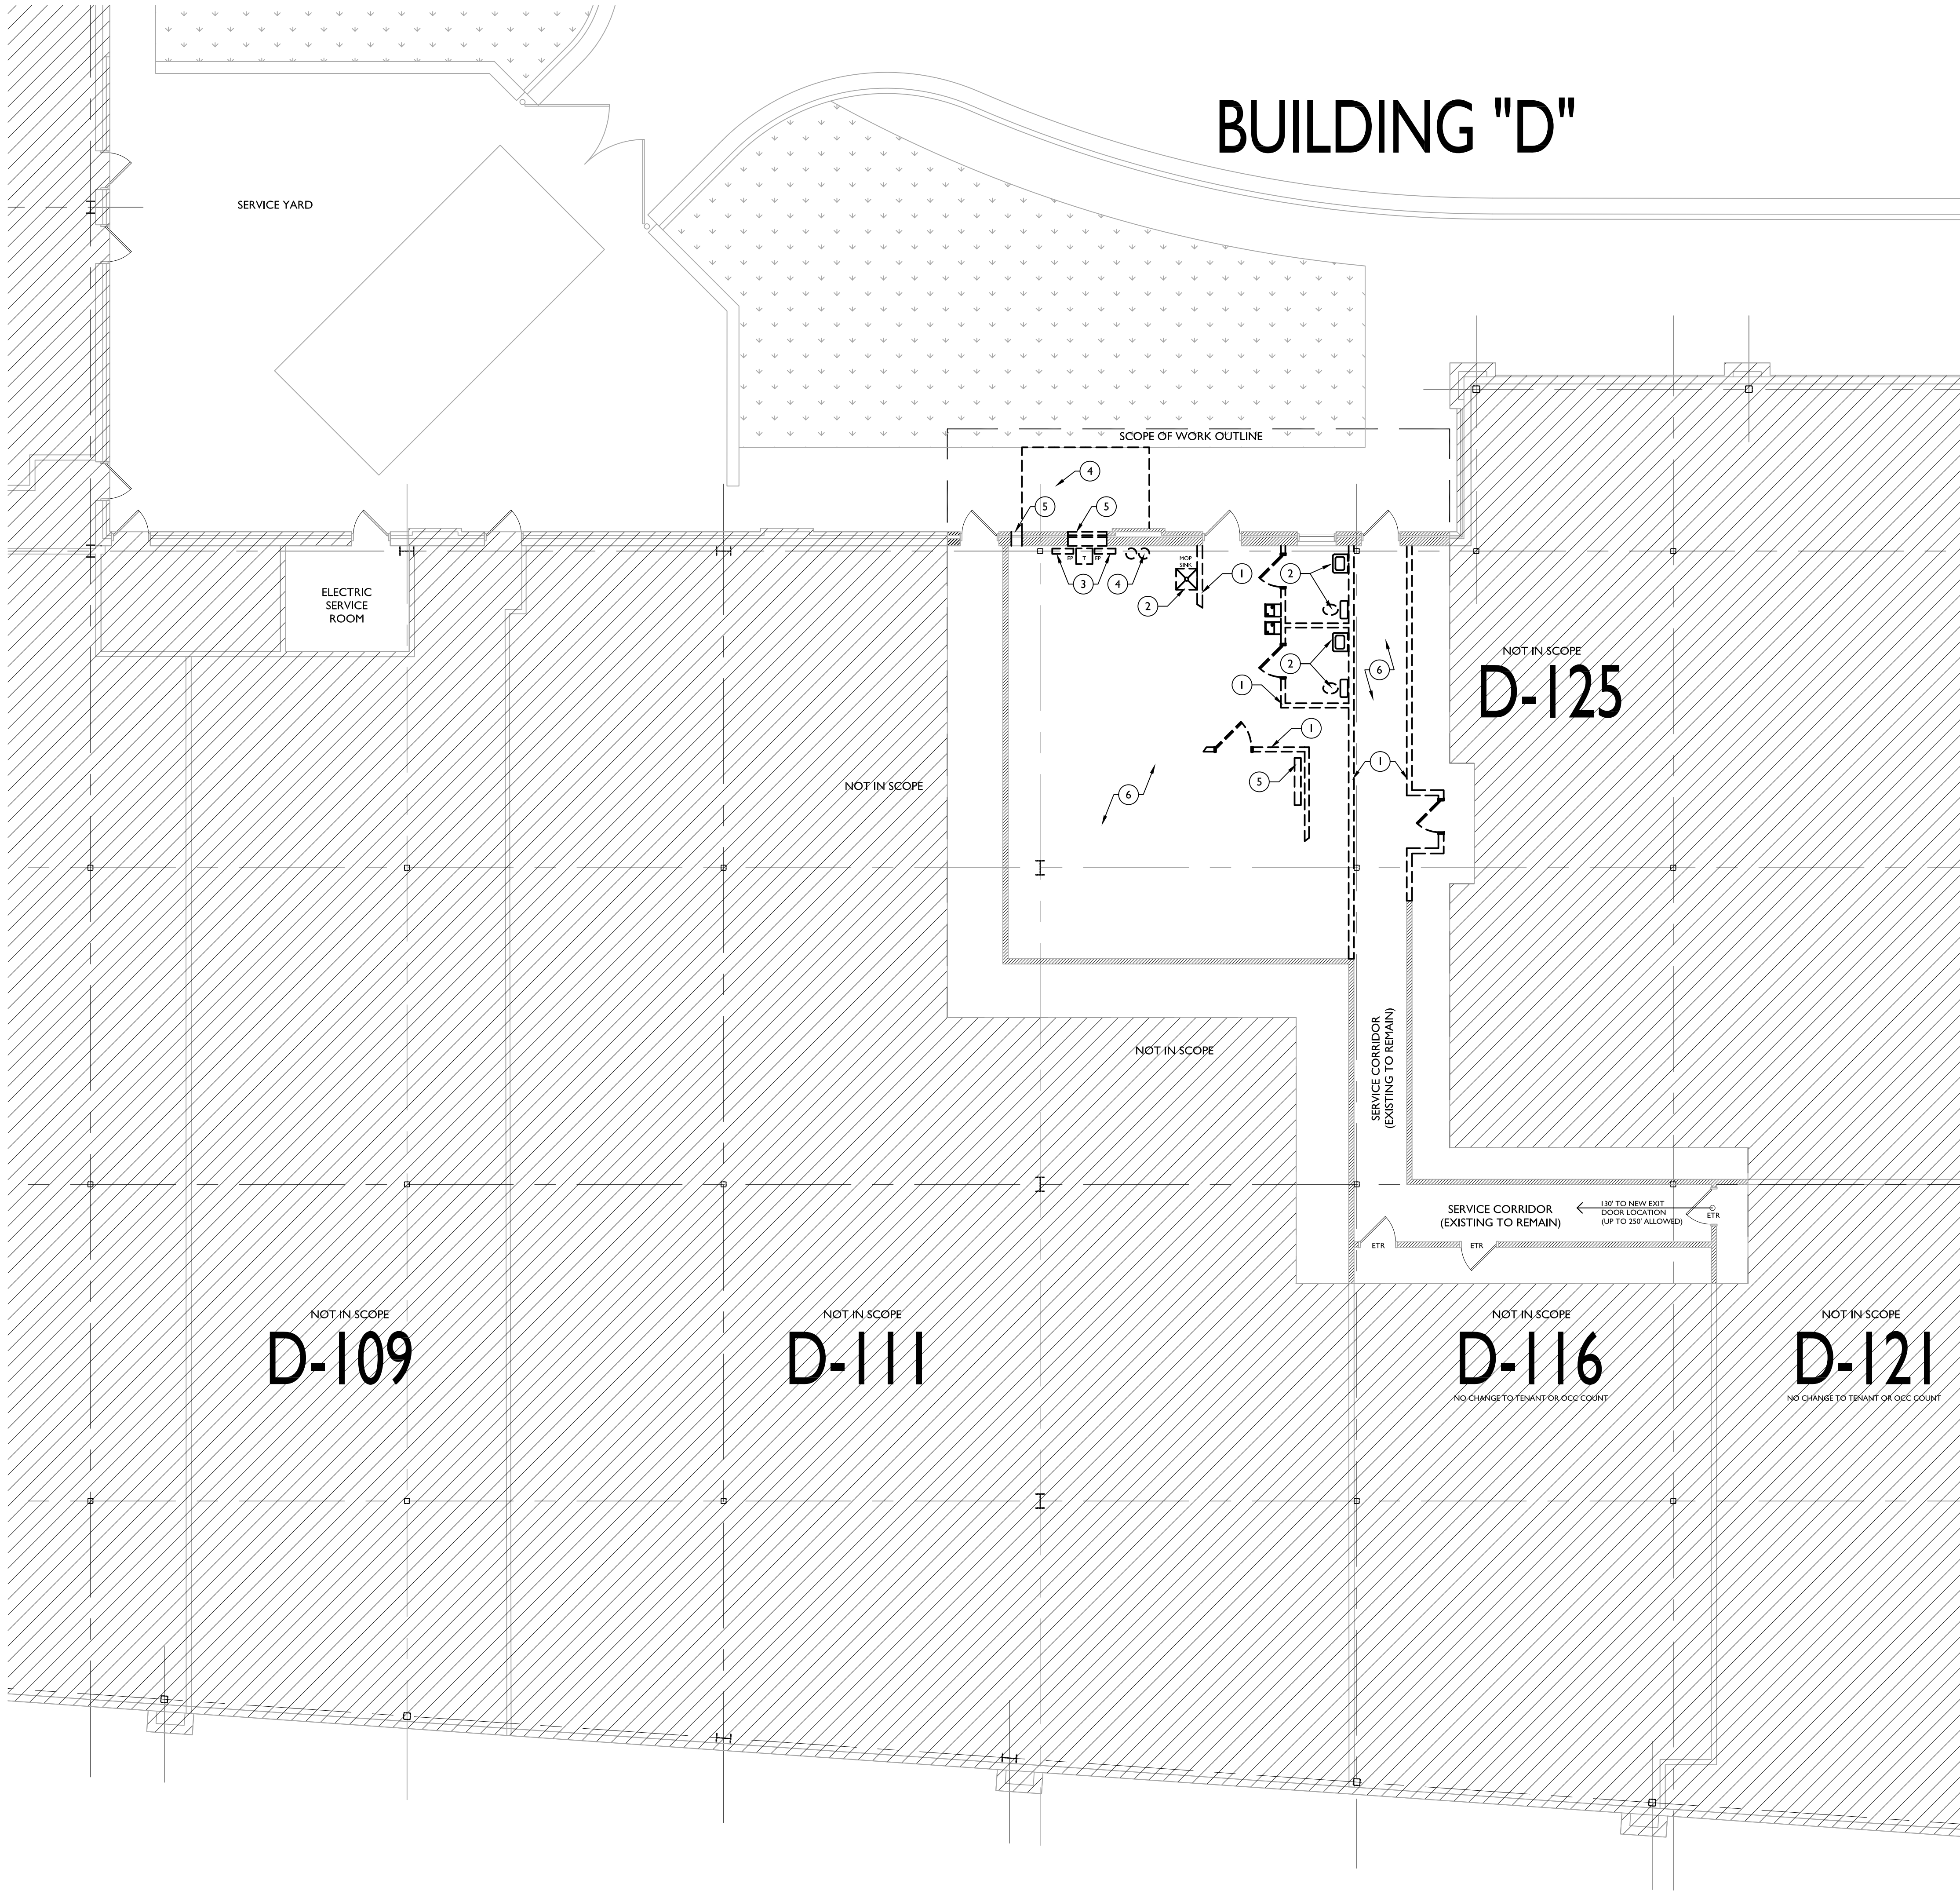 BUILDING "D"
SERVICE YARD
SCOPE OF WORK OUTLINE
4
5
5
EP
T
EP
MOP
SINK
3
4
2
1
2
ELECTRIC
SERVICE
ROOM
NOT IN SCOPE
D-125
2
6
1
1
1
5
6
NOT IN SCOPE
NOT IN SCOPE
SERVICE CORRIDOR
(EXISTING TO REMAIN)
SERVICE CORRIDOR
(EXISTING TO REMAIN)
130' TO NEW EXIT
DOOR LOCATION
(UP TO 250' ALLOWED)
ETR
ETR
ETR
NOT IN SCOPE
D-109
NOT IN SCOPE
D-111
NOT IN SCOPE
D-116
NO CHANGE TO TENANT OR OCC COUNT
NOT IN SCOPE
D-121
NO CHANGE TO TENANT OR OCC COUNT